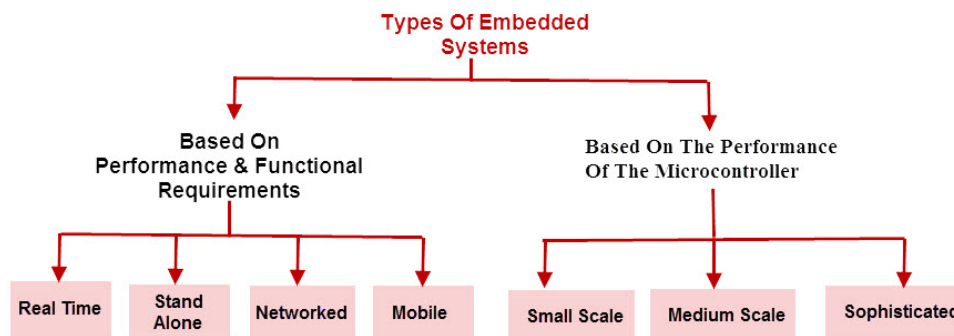 Types Of Embedded
Systems
Based On
Performance & Functional
Requirements
Based On The Performance
Of The Microcontroller
Real Time
Stand
Alone
Networked
Mobile
Small Scale
Medium Scale
Sophisticated